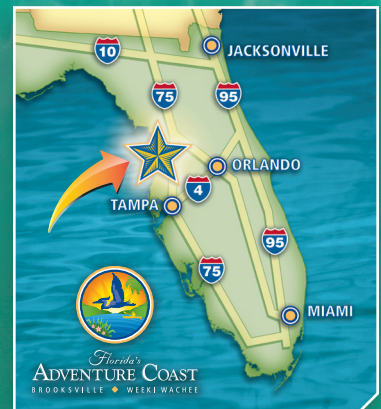 10
JACKSONVILLE
75
95
ORLANDO
4
TAMPA
95
75
MIAMI
Florida's
ADVENTURE COAST
BROOKSVILLE ◆ WEEKI WACHEE